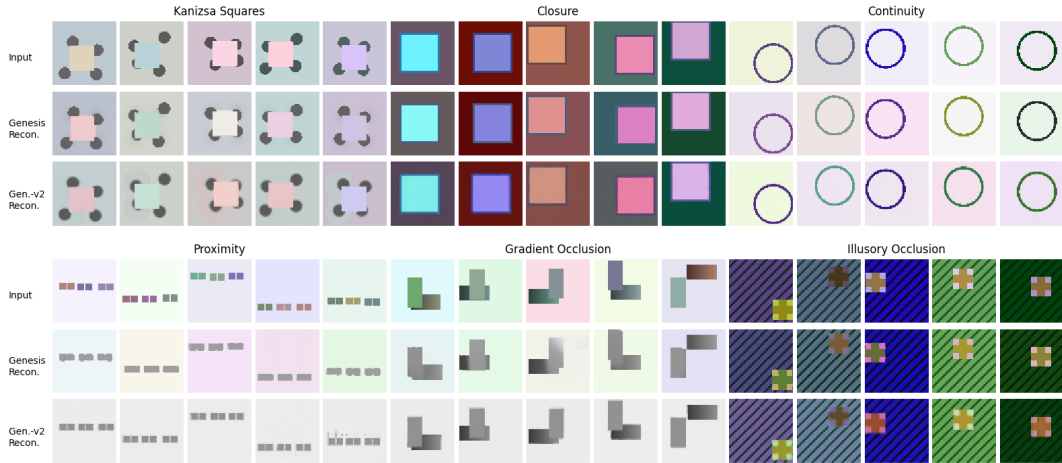 Kanizsa Squares Closure Continuity
Input
Genesis
Recon.
Gen.-v2
Recon.
Proximity Gradient Occlusion Illusory Occlusion
Input
Genesis
Recon.
Gen.-v2
Recon.